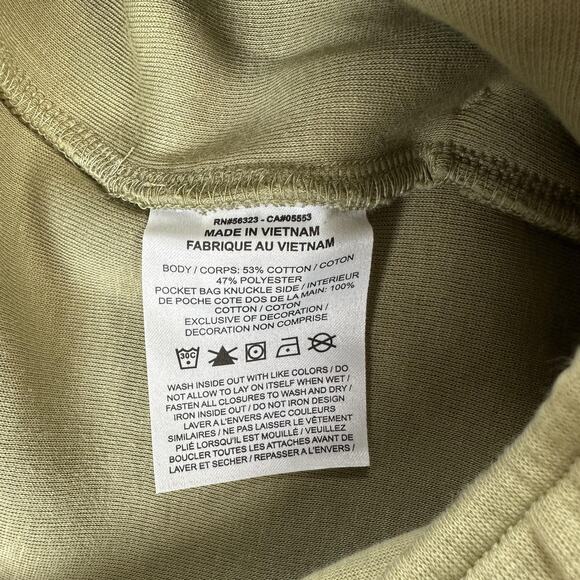 RN#56323 - CA#05553
MADE IN VIETNAM
FABRIQUE AU VIETNAM
BODY / CORPS: 53% COTTON / COTON
47% POLYESTER
POCKET BAG KNUCKLE SIDE / INTERIEUR
DE POCHE COTE DOS DE LA MAIN: 100%
COTTON / COTON
EXCLUSIVE OF DECORATION /
DECORATION NON COMPRISE
30C
WASH INSIDE OUT WITH LIKE COLORS / DO
NOT ALLOW TO LAY ON ITSELF WHEN WET /
FASTEN ALL CLOSURES TO WASH AND DRY /
IRON INSIDE OUT / DO NOT IRON DESIGN
LAVER A L'ENVERS AVEC COULEURS
SIMILAIRES / NE PAS LAISSER LE VÊTEMENT
PLIÉ LORSQU'IL EST MOUILLÉ / VEUILLEZ
BOUCLER TOUTES LES ATTACHES AVANT DE
LAVER ET SECHER / REPASSER A L'ENVERS /